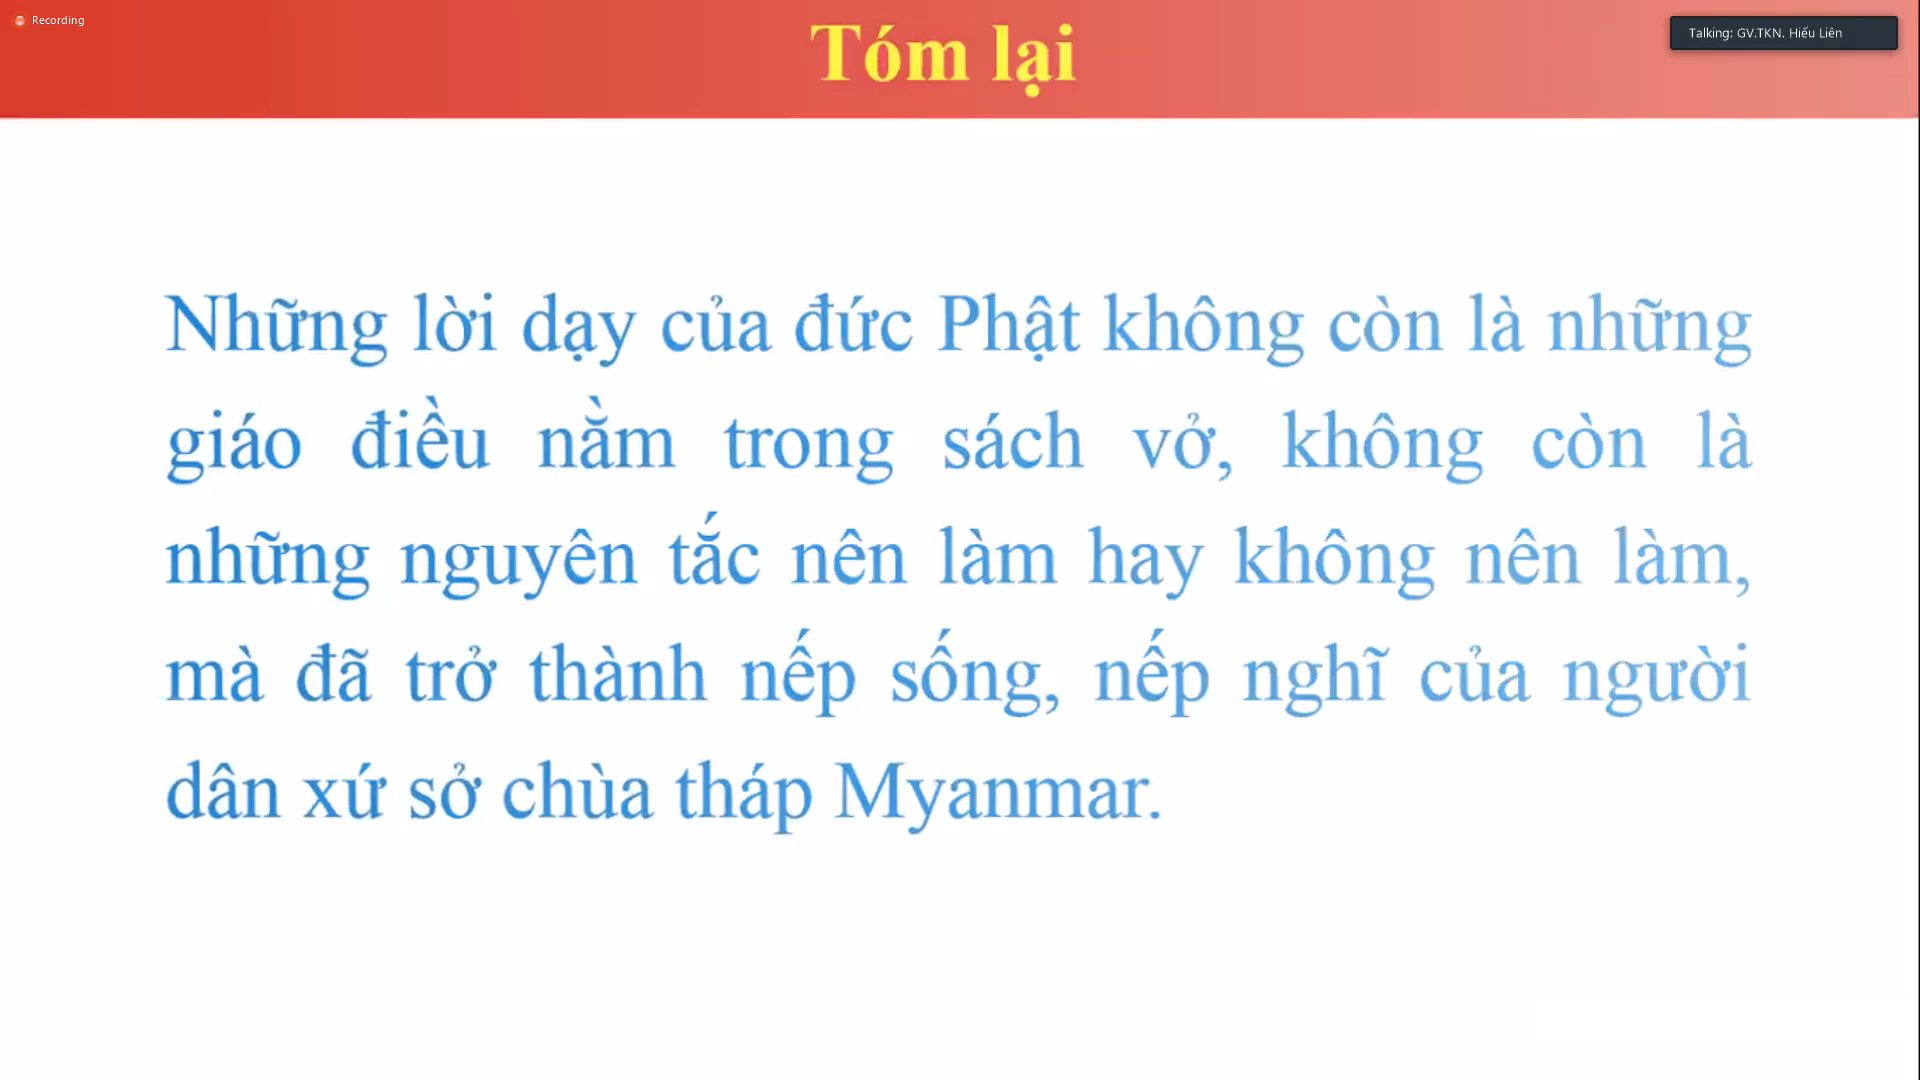 Recording
Talking: GV.TKN. Hiếu Liên
Tóm lại
Những lời dạy của đức Phật không còn là những
giáo điều nằm trong sách vở, không còn là
những nguyên tắc nên làm hay không nên làm,
mà đã trở thành nếp sống, nếp nghĩ của người
dân xứ sở chùa tháp Myanmar.